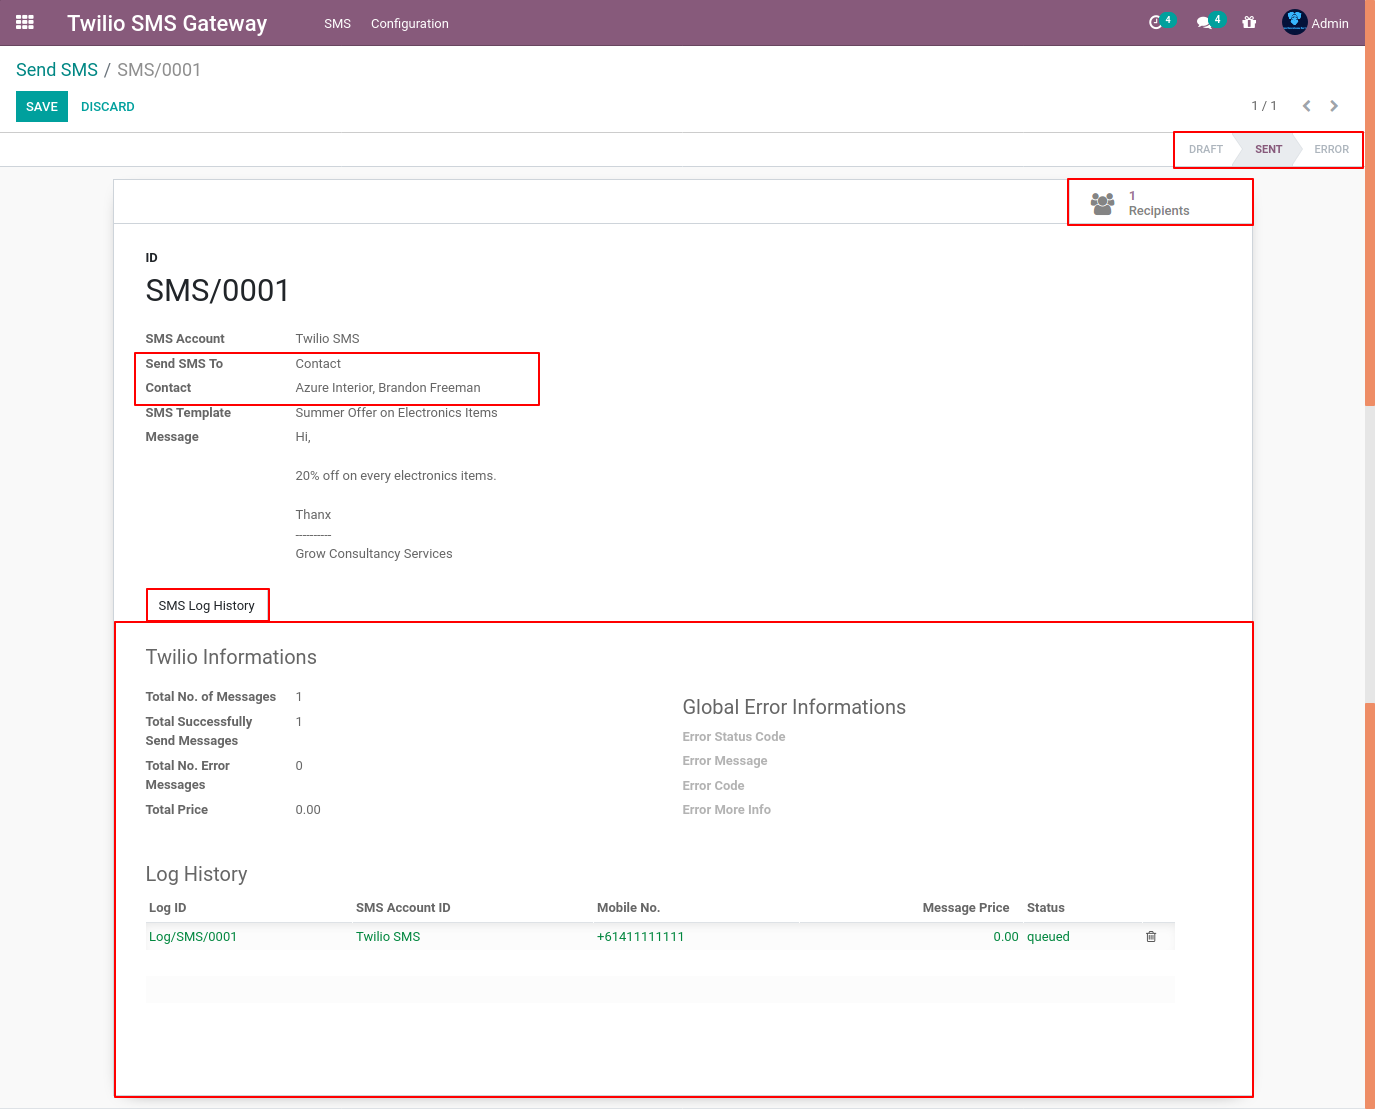 Twilio SMS Gateway SMS Configuration 4 4 Admin
Send SMS / SMS/0001
SAVE DISCARD 1 / 1
DRAFT SENT ERROR
1
Recipients
ID
SMS/0001
SMS Account Twilio SMS
Send SMS To Contact
Contact Azure Interior, Brandon Freeman
SMS Template Summer Offer on Electronics Items
Message Hi,
20% off on every electronics items.
Thanx
----------
Grow Consultancy Services
SMS Log History
Twilio Informations
Total No. of Messages 1
Total Successfully 1
Send Messages
Total No. Error 0
Messages
Total Price 0.00
Global Error Informations
Error Status Code
Error Message
Error Code
Error More Info
Log History
Log ID SMS Account ID Mobile No. Message Price Status
Log/SMS/0001 Twilio SMS +61411111111 0.00 queued